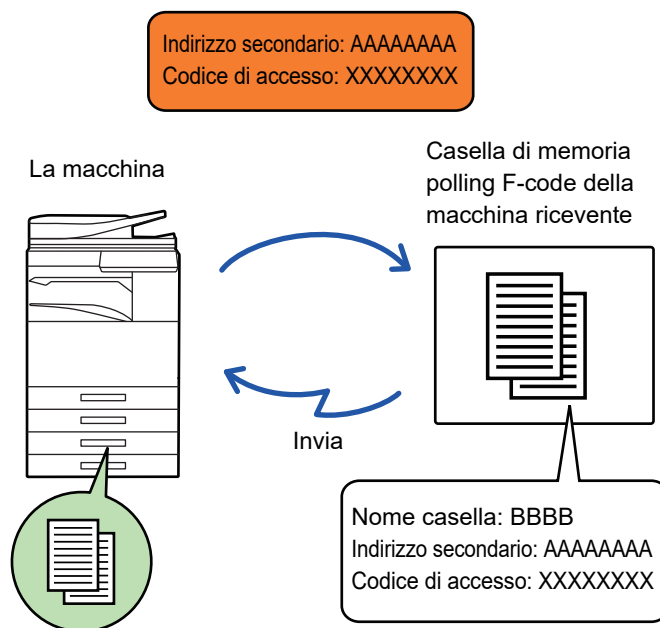 Indirizzo secondario: AAAAAAAA
Codice di accesso: XXXXXXXX
La macchina
Casella di memoria
polling F-code della
macchina ricevente
Invia
Nome casella: BBBB
Indirizzo secondario: AAAAAAAA
Codice di accesso: XXXXXXXX